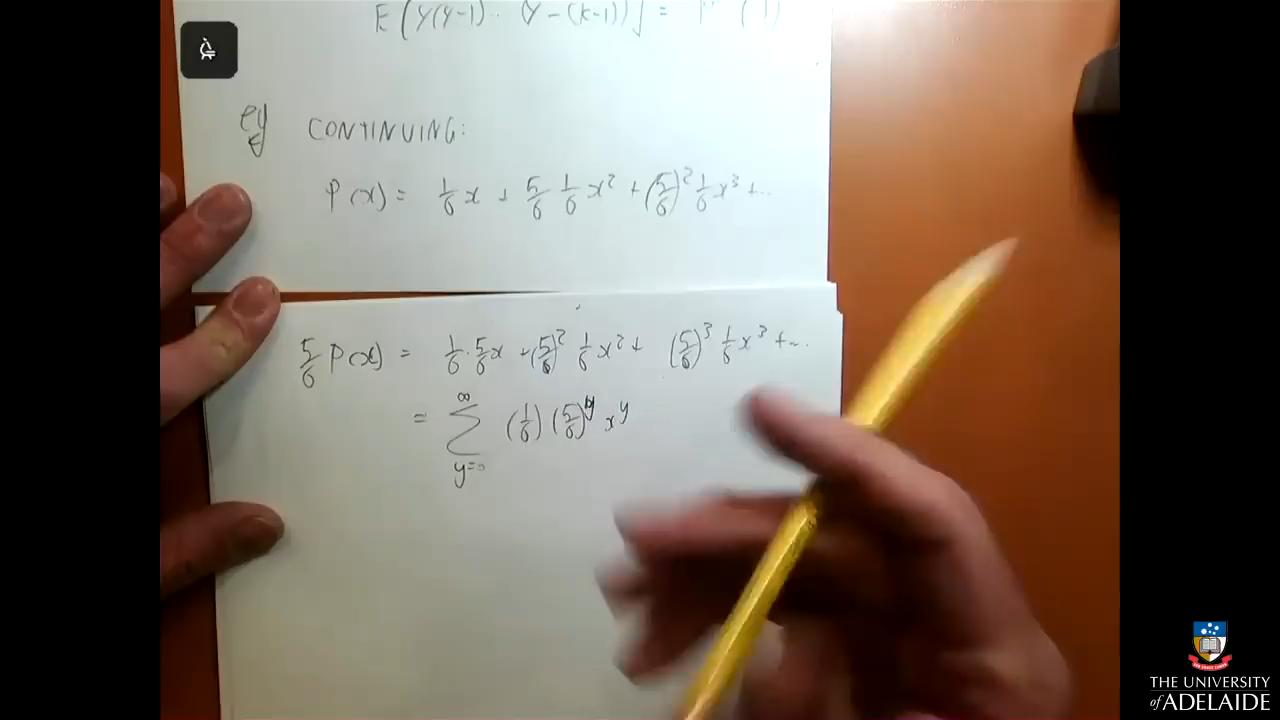 E[Y(Y-1)... (Y-(k-1))] =
eg CONTINUING:
P(x) = 1/6 x + 5/6 1/6 x² + (5/6)² 1/6 x³ + ...
5/6 P(x) = 1/6 · 5/6 x + (5/6)² 1/6 x² + (5/6)³ 1/6 x³ + ...
= ∞ Σ y=0 (1/6) (5/6)^y x^y
THE UNIVERSITY
of ADELAIDE